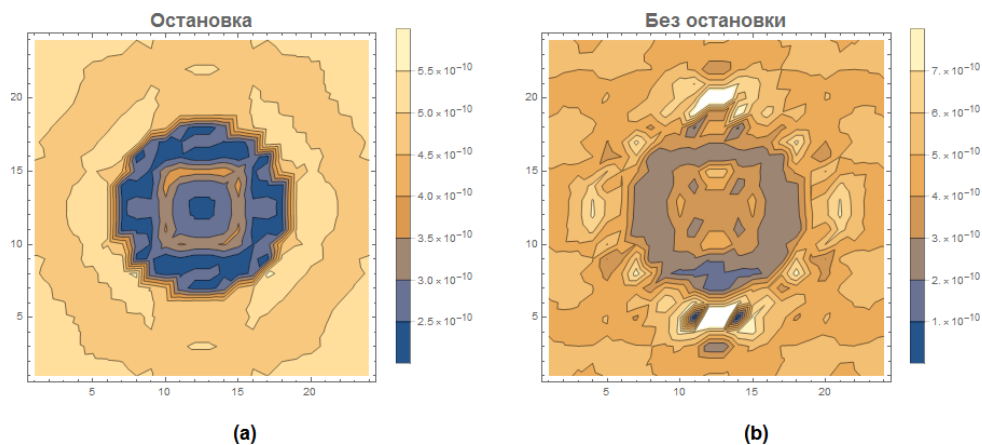 Остановка
20
15
10
5
5
10
15
20
5.5 × 10⁻¹⁰
5.0 × 10⁻¹⁰
4.5 × 10⁻¹⁰
4.0 × 10⁻¹⁰
3.5 × 10⁻¹⁰
3.0 × 10⁻¹⁰
2.5 × 10⁻¹⁰
(a)
Без остановки
20
15
10
5
5
10
15
20
7. × 10⁻¹⁰
6. × 10⁻¹⁰
5. × 10⁻¹⁰
4. × 10⁻¹⁰
3. × 10⁻¹⁰
2. × 10⁻¹⁰
1. × 10⁻¹⁰
(b)